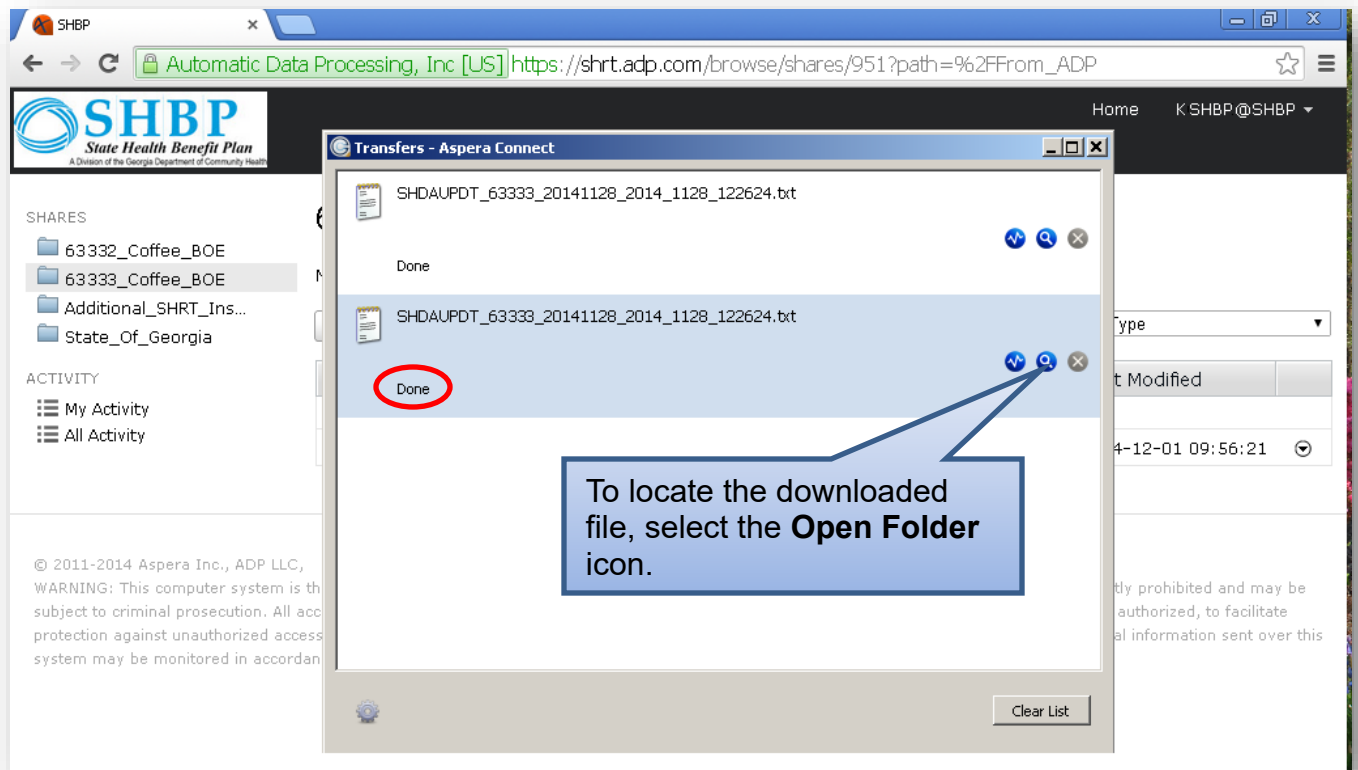 SHBP
Automatic Data Processing, Inc [US] https://shrt.adp.com/browse/shares/951?path=%2FFrom_ADP
SHBP
State Health Benefit Plan
A Division of the Georgia Department of Community Health
Home KSHBP@SHBP
Transfers - Aspera Connect
SHDAUPDT_63333_20141128_2014_1128_122624.txt
Done
SHDAUPDT_63333_20141128_2014_1128_122624.txt
Done
SHARES
63332_Coffee_BOE
63333_Coffee_BOE
Additional_SHRT_Ins...
State_Of_Georgia
ACTIVITY
My Activity
All Activity
Type
t Modified
4-12-01 09:56:21
To locate the downloaded
file, select the Open Folder
icon.
© 2011-2014 Aspera Inc., ADP LLC,
WARNING: This computer system is th tly prohibited and may be
subject to criminal prosecution. All acc authorized, to facilitate
protection against unauthorized access al information sent over this
system may be monitored in accordan
Clear List